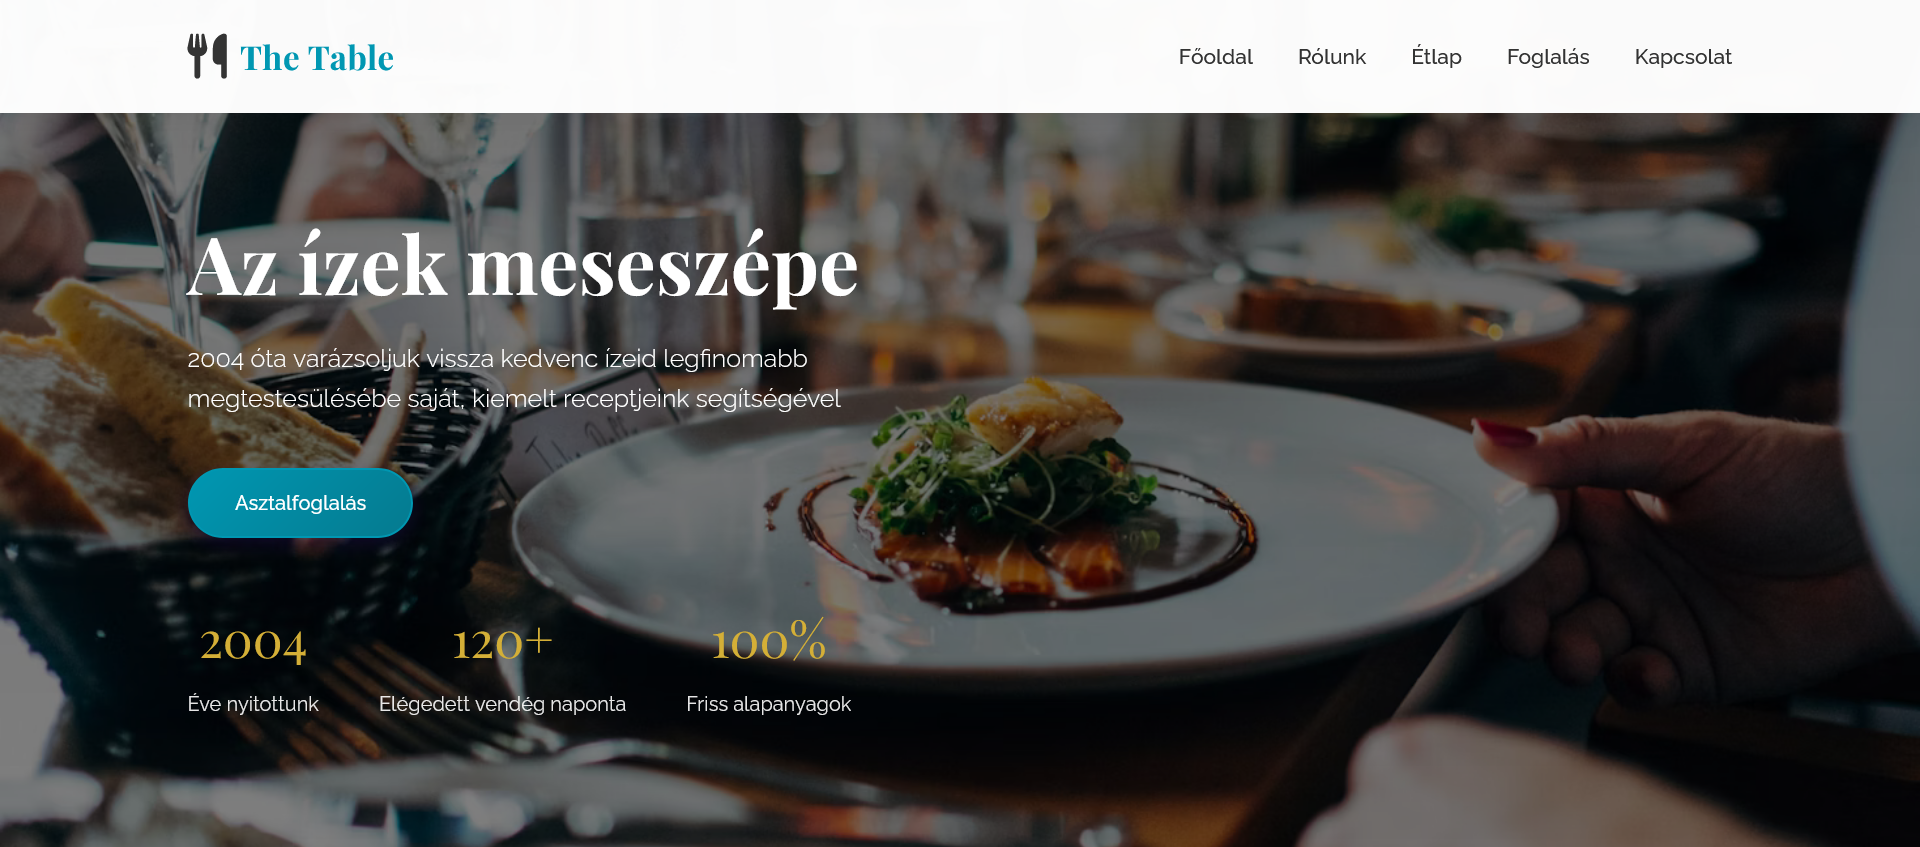 The Table
Főoldal Rólunk Étlap Foglalás Kapcsolat
Az ízek meseszépe
2004 óta varázsoljuk vissza kedvenc ízeid legfinomabb
megtestesülésébe saját, kiemelt receptjeink segítségével
Asztalfoglalás
2004 120+ 100%
Éve nyitottunk Elégedett vendég naponta Friss alapanyagok